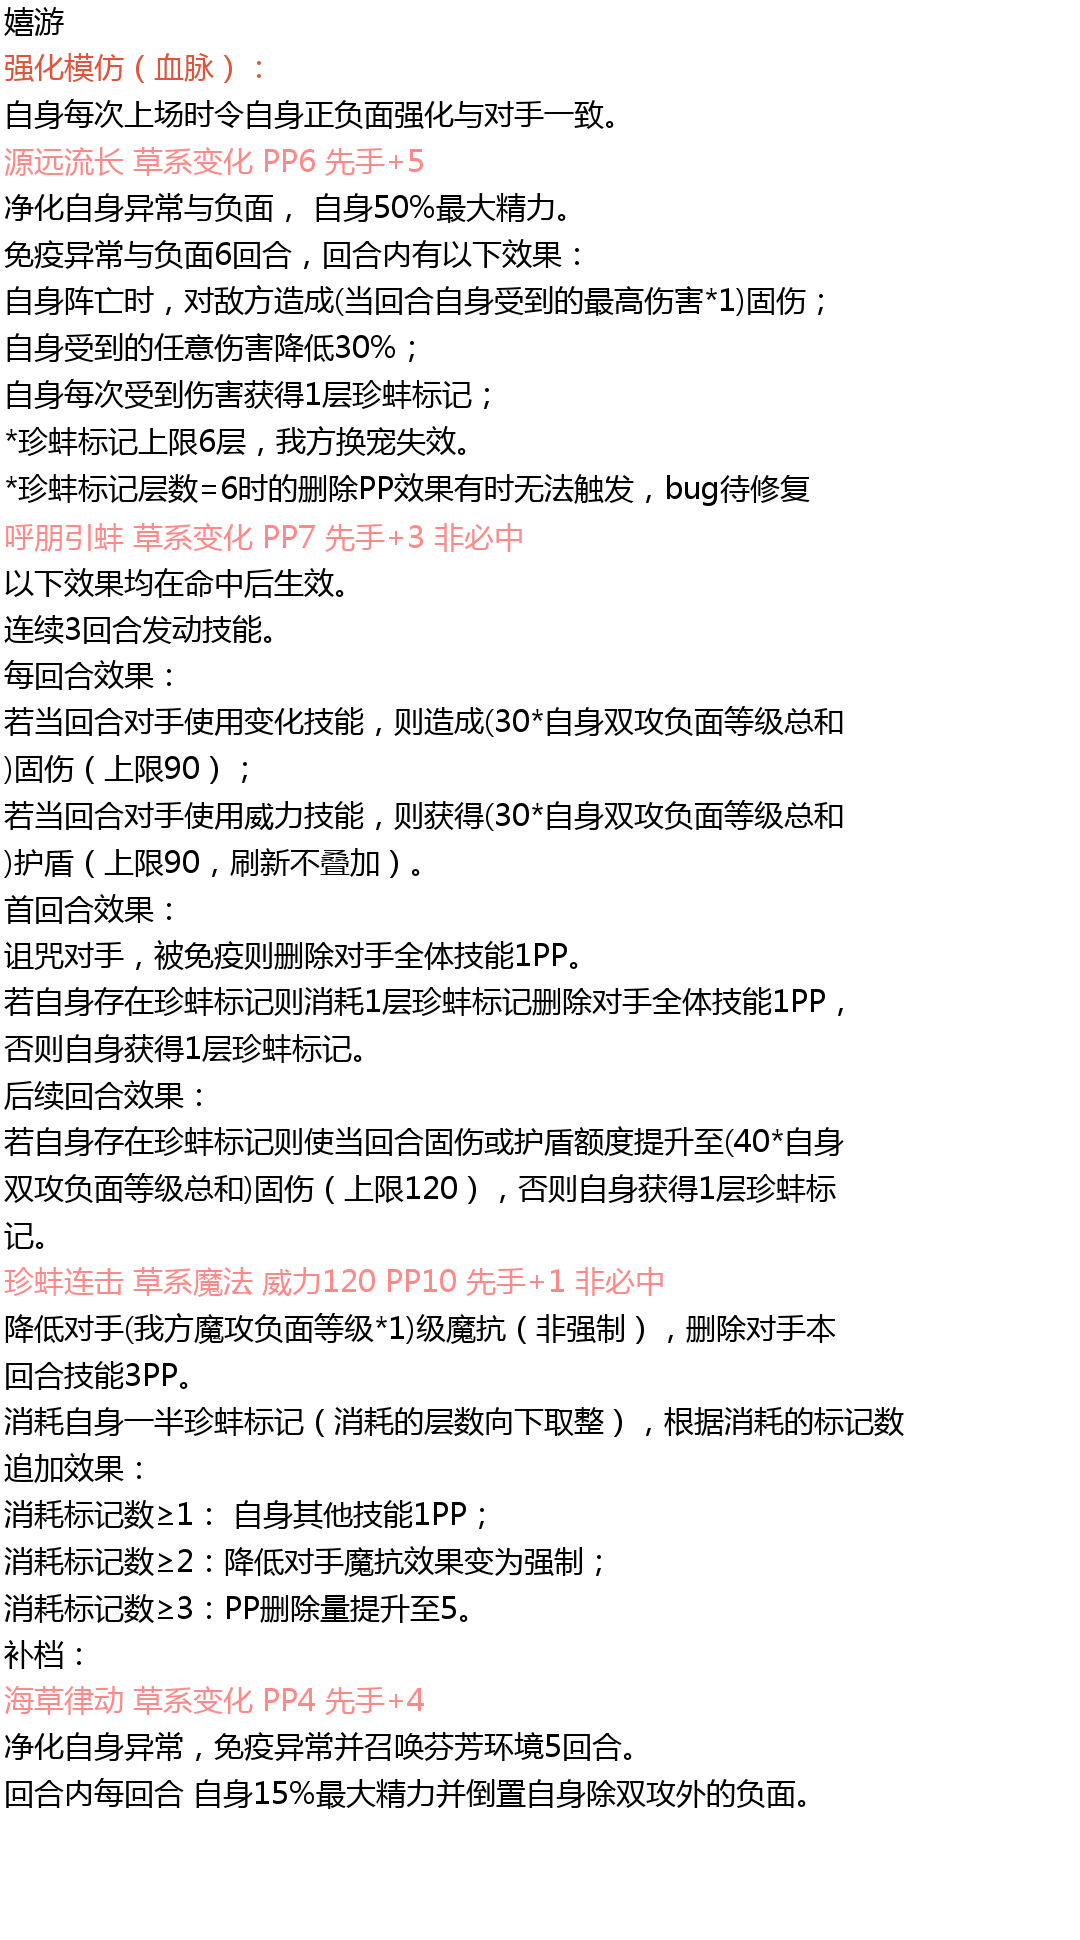 嬉游
强化模仿（血脉）：
自身每次上场时令自身正负面强化与对手一致。
源远流长 草系变化 PP6 先手+5
净化自身异常与负面， 自身50%最大精力。
免疫异常与负面6回合，回合内有以下效果：
自身阵亡时，对敌方造成(当回合自身受到的最高伤害*1)固伤；
自身受到的任意伤害降低30%；
自身每次受到伤害获得1层珍蚌标记；
*珍蚌标记上限6层，我方换宠失效。
*珍蚌标记层数=6时的删除PP效果有时无法触发，bug待修复
呼朋引蚌 草系变化 PP7 先手+3 非必中
以下效果均在命中后生效。
连续3回合发动技能。
每回合效果：
若当回合对手使用变化技能，则造成(30*自身双攻负面等级总和
)固伤（上限90）；
若当回合对手使用威力技能，则获得(30*自身双攻负面等级总和
)护盾（上限90，刷新不叠加）。
首回合效果：
诅咒对手，被免疫则删除对手全体技能1PP。
若自身存在珍蚌标记则消耗1层珍蚌标记删除对手全体技能1PP，
否则自身获得1层珍蚌标记。
后续回合效果：
若自身存在珍蚌标记则使当回合固伤或护盾额度提升至(40*自身
双攻负面等级总和)固伤（上限120），否则自身获得1层珍蚌标
记。
珍蚌连击 草系魔法 威力120 PP10 先手+1 非必中
降低对手(我方魔攻负面等级*1)级魔抗（非强制），删除对手本
回合技能3PP。
消耗自身一半珍蚌标记（消耗的层数向下取整），根据消耗的标记数
追加效果：
消耗标记数≥1： 自身其他技能1PP；
消耗标记数≥2：降低对手魔抗效果变为强制；
消耗标记数≥3：PP删除量提升至5。
补档：
海草律动 草系变化 PP4 先手+4
净化自身异常，免疫异常并召唤芬芳环境5回合。
回合内每回合 自身15%最大精力并倒置自身除双攻外的负面。